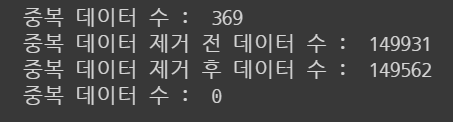 중복 데이터 수 :  369
중복 데이터 제거 전 데이터 수 :  149931
중복 데이터 제거 후 데이터 수 :  149562
중복 데이터 수 :  0